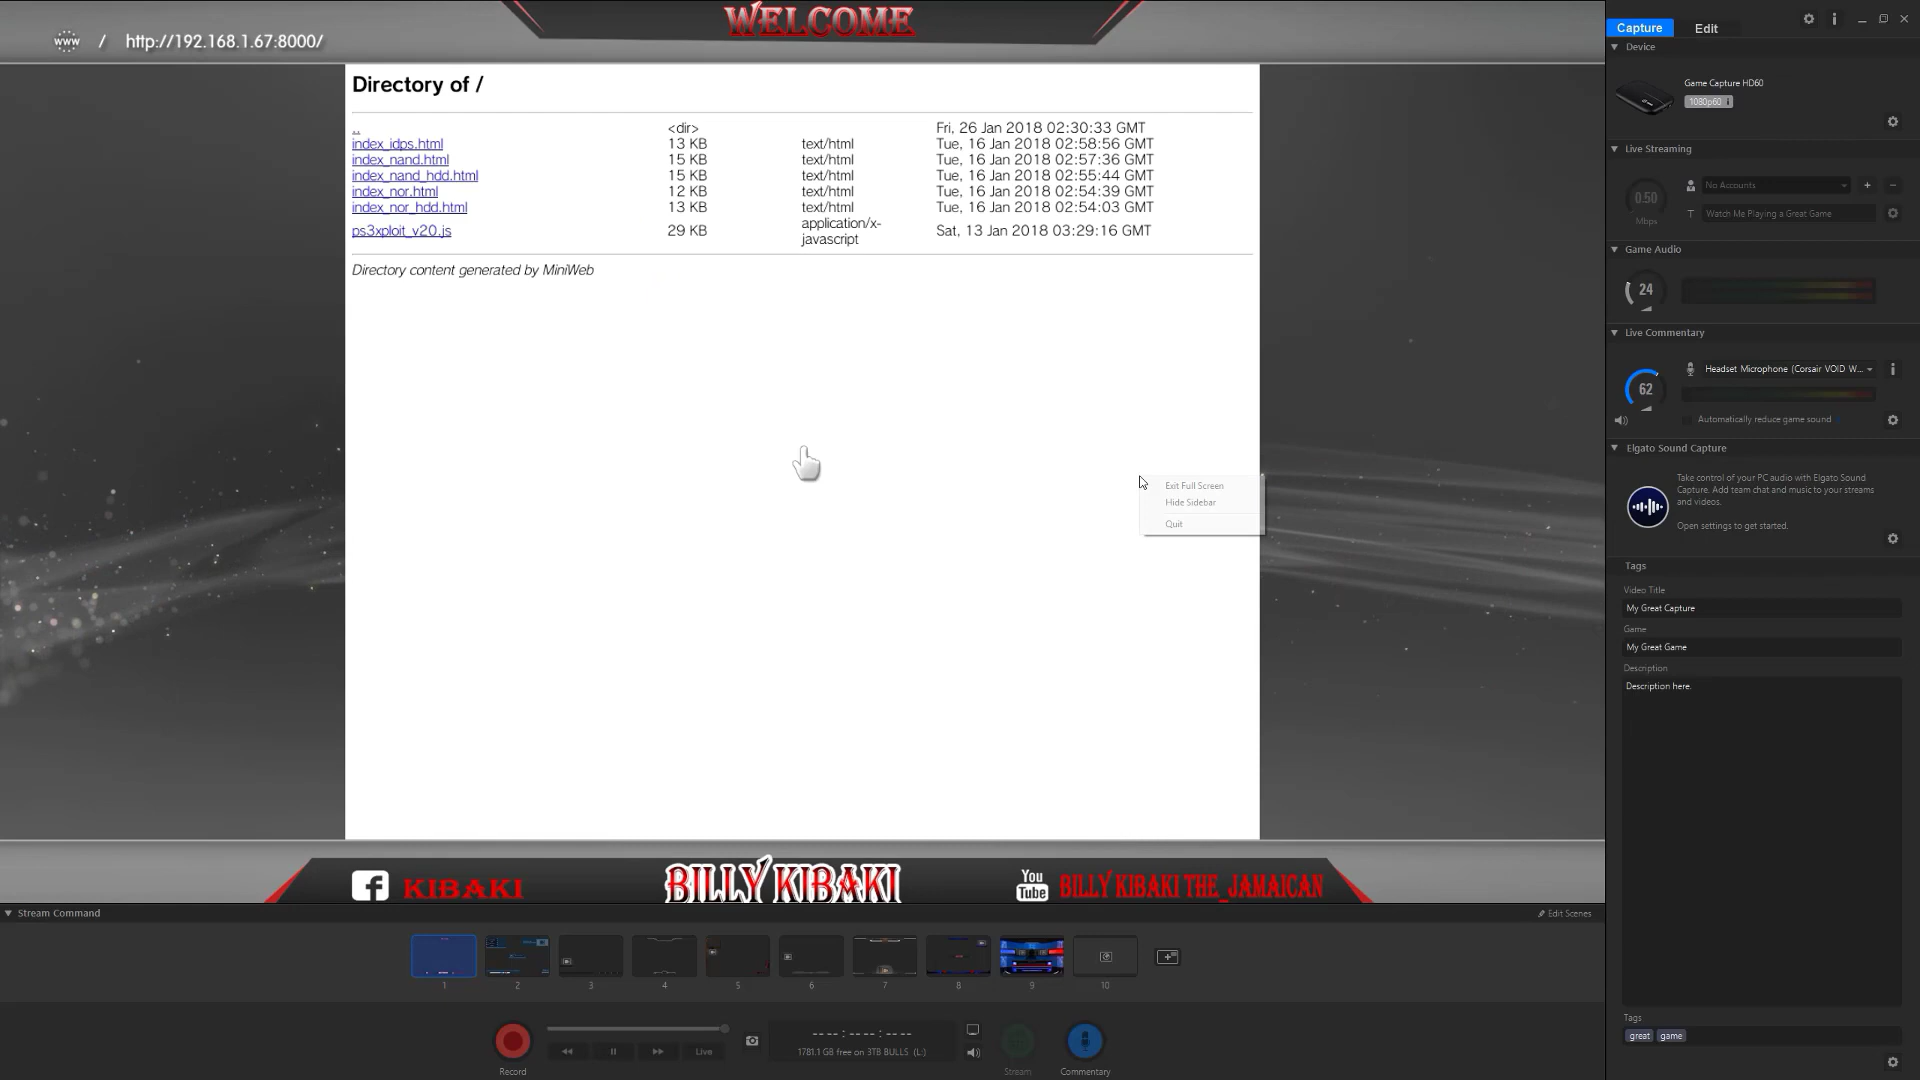 WELCOME
www / http://192.168.1.67:8000/
Directory of /
.. <dir> Fri, 26 Jan 2018 02:30:33 GMT
index_idps.html 13 KB text/html Tue, 16 Jan 2018 02:58:56 GMT
index_nand.html 15 KB text/html Tue, 16 Jan 2018 02:57:36 GMT
index_nand_hdd.html 15 KB text/html Tue, 16 Jan 2018 02:55:44 GMT
index_nor.html 12 KB text/html Tue, 16 Jan 2018 02:54:39 GMT
index_nor_hdd.html 13 KB text/html Tue, 16 Jan 2018 02:54:03 GMT
ps3xploit_v20.js 29 KB application/x-javascript Sat, 13 Jan 2018 03:29:16 GMT
Directory content generated by MiniWeb
Exit Full Screen
Hide Sidebar
Quit
f KIBAKI
BILLY KIBAKI
You Tube BILLY KIBAKI THE_JAMAICAN
Capture Edit
Device
Game Capture HD60
1080p60
Live Streaming
0.50
Mbps
No Accounts
T Watch Me Playing a Great Game
Game Audio
24
Live Commentary
62
Headset Microphone (Corsair VOID W...
Automatically reduce game sound
Elgato Sound Capture
Take control of your PC audio with Elgato Sound
Capture. Add team chat and music to your streams
and videos.
Open settings to get started.
Tags
Video Title
My Great Capture
Game
My Great Game
Description
Description here.
Tags
great game
Stream Command
Edit Scenes
1 2 3 4 5 6 7 8 9 10
Live
-- -- : -- -- : -- --
1781.1 GB free on 3TB BULLS (L:)
Record
Stream
Commentary